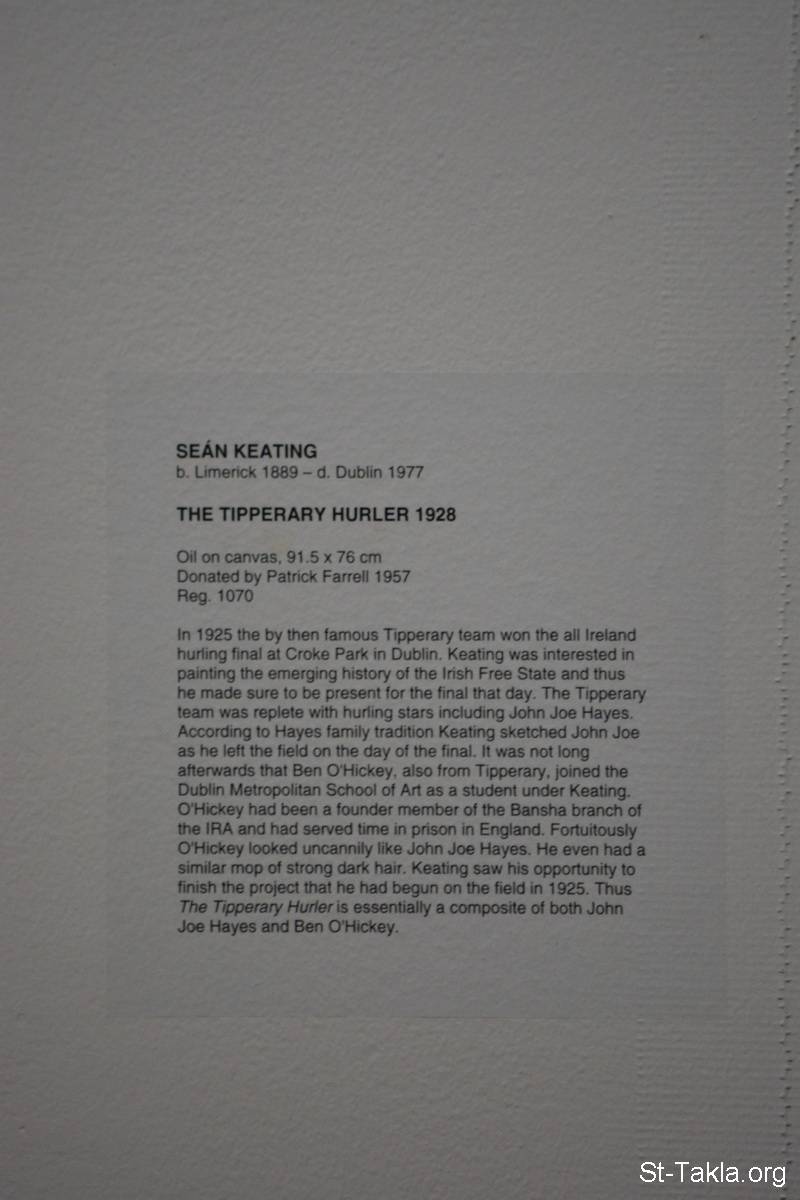 SEÁN KEATING
b. Limerick 1889 – d. Dublin 1977
THE TIPPERARY HURLER 1928
Oil on canvas, 91.5 x 76 cm
Donated by Patrick Farrell 1957
Reg. 1070
In 1925 the by then famous Tipperary team won the all Ireland
hurling final at Croke Park in Dublin. Keating was interested in
painting the emerging history of the Irish Free State and thus
he made sure to be present for the final that day. The Tipperary
team was replete with hurling stars including John Joe Hayes.
According to Hayes family tradition Keating sketched John Joe
as he left the field on the day of the final. It was not long
afterwards that Ben O'Hickey, also from Tipperary, joined the
Dublin Metropolitan School of Art as a student under Keating.
O'Hickey had been a founder member of the Bansha branch of
the IRA and had served time in prison in England. Fortuitously
O'Hickey looked uncannily like John Joe Hayes. He even had a
similar mop of strong dark hair. Keating saw his opportunity to
finish the project that he had begun on the field in 1925. Thus
The Tipperary Hurler is essentially a composite of both John
Joe Hayes and Ben O'Hickey.
St-Takla.org